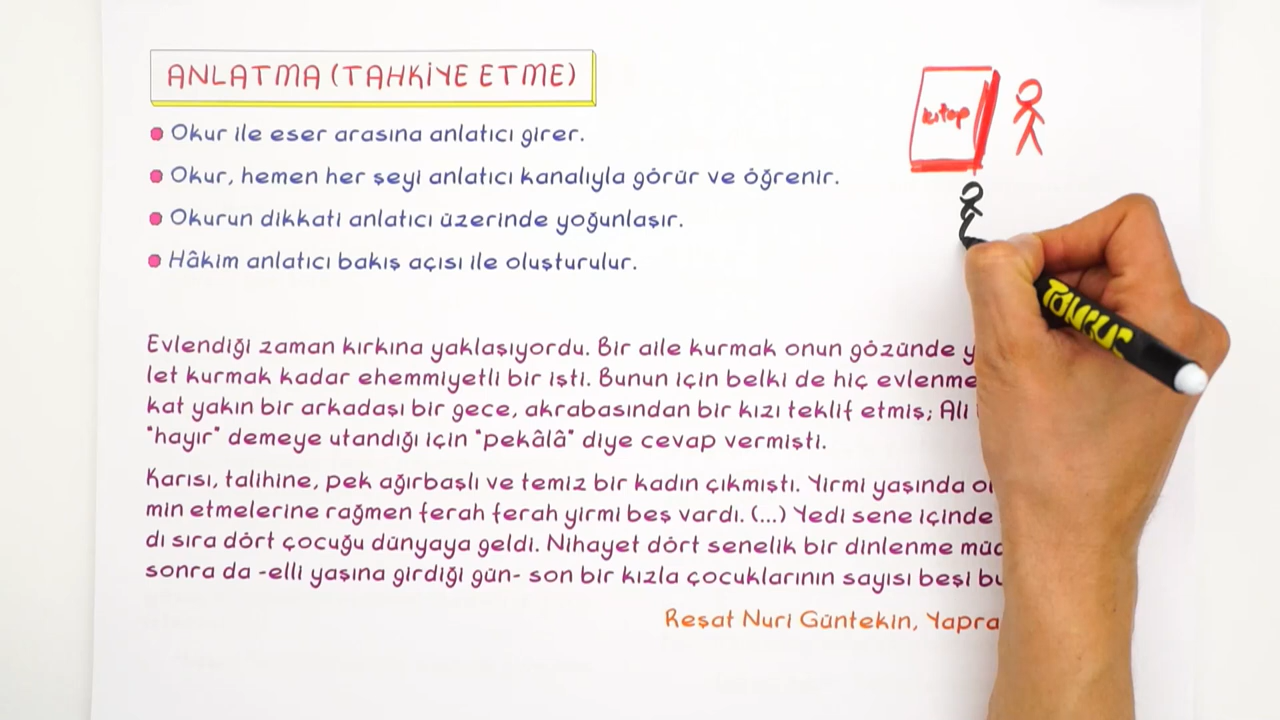 ANLATMA (TAHKİYE ETME)
Okur ile eser arasına anlatıcı girer.
Okur, hemen her şeyi anlatıcı kanalıyla görür ve öğrenir.
Okurun dikkati anlatıcı üzerinde yoğunlaşır.
Hâkim anlatıcı bakış açısı ile oluşturulur.
kitap
Evlendiği zaman kırkına yaklaşıyordu. Bir aile kurmak onun gözünde
let kurmak kadar ehemmiyetli bir işti. Bunun için belki de hiç
kat yakın bir arkadaşı bir gece, akrabasından bir kızı teklif etmiş; Ali
"hayır" demeye utandığı için "pekâlâ" diye cevap vermişti.
Karısı, talihine, pek ağırbaşlı ve temiz bir kadın çıkmıştı. Yirmi yaşında
min etmelerine rağmen ferah ferah yirmi beş vardı. (...) Yedi sene içinde
dı sıra dört çocuğu dünyaya geldi. Nihayet dört senelik bir dinlenme
sonra da -elli yaşına girdiği gün- son bir kızla çocuklarının sayısı beşi
Reşat Nuri Güntekin,